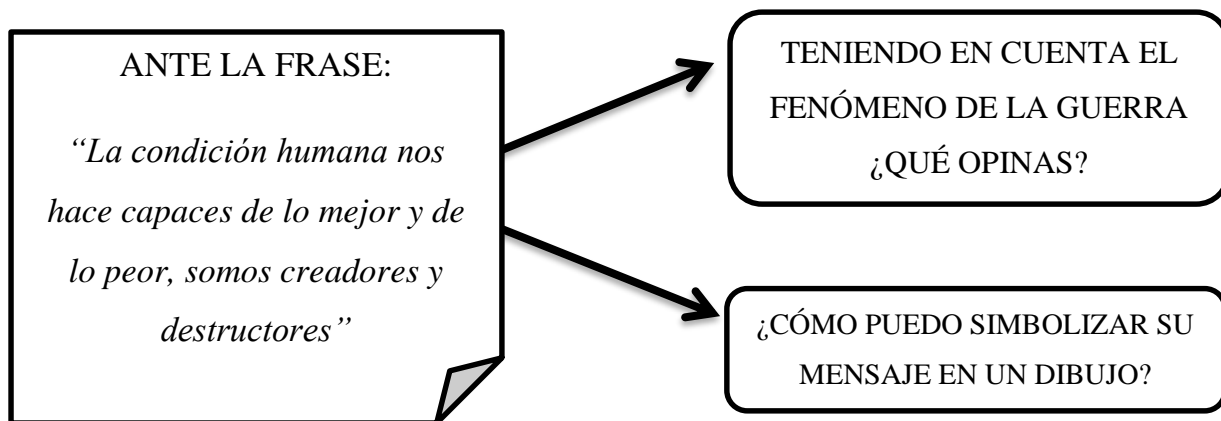 ANTE LA FRASE:
“La condición humana nos
hace capaces de lo mejor y de
lo peor, somos creadores y
destructores”
TENIENDO EN CUENTA EL
FENÓMENO DE LA GUERRA
¿QUÉ OPINAS?
¿CÓMO PUEDO SIMBOLIZAR SU
MENSAJE EN UN DIBUJO?